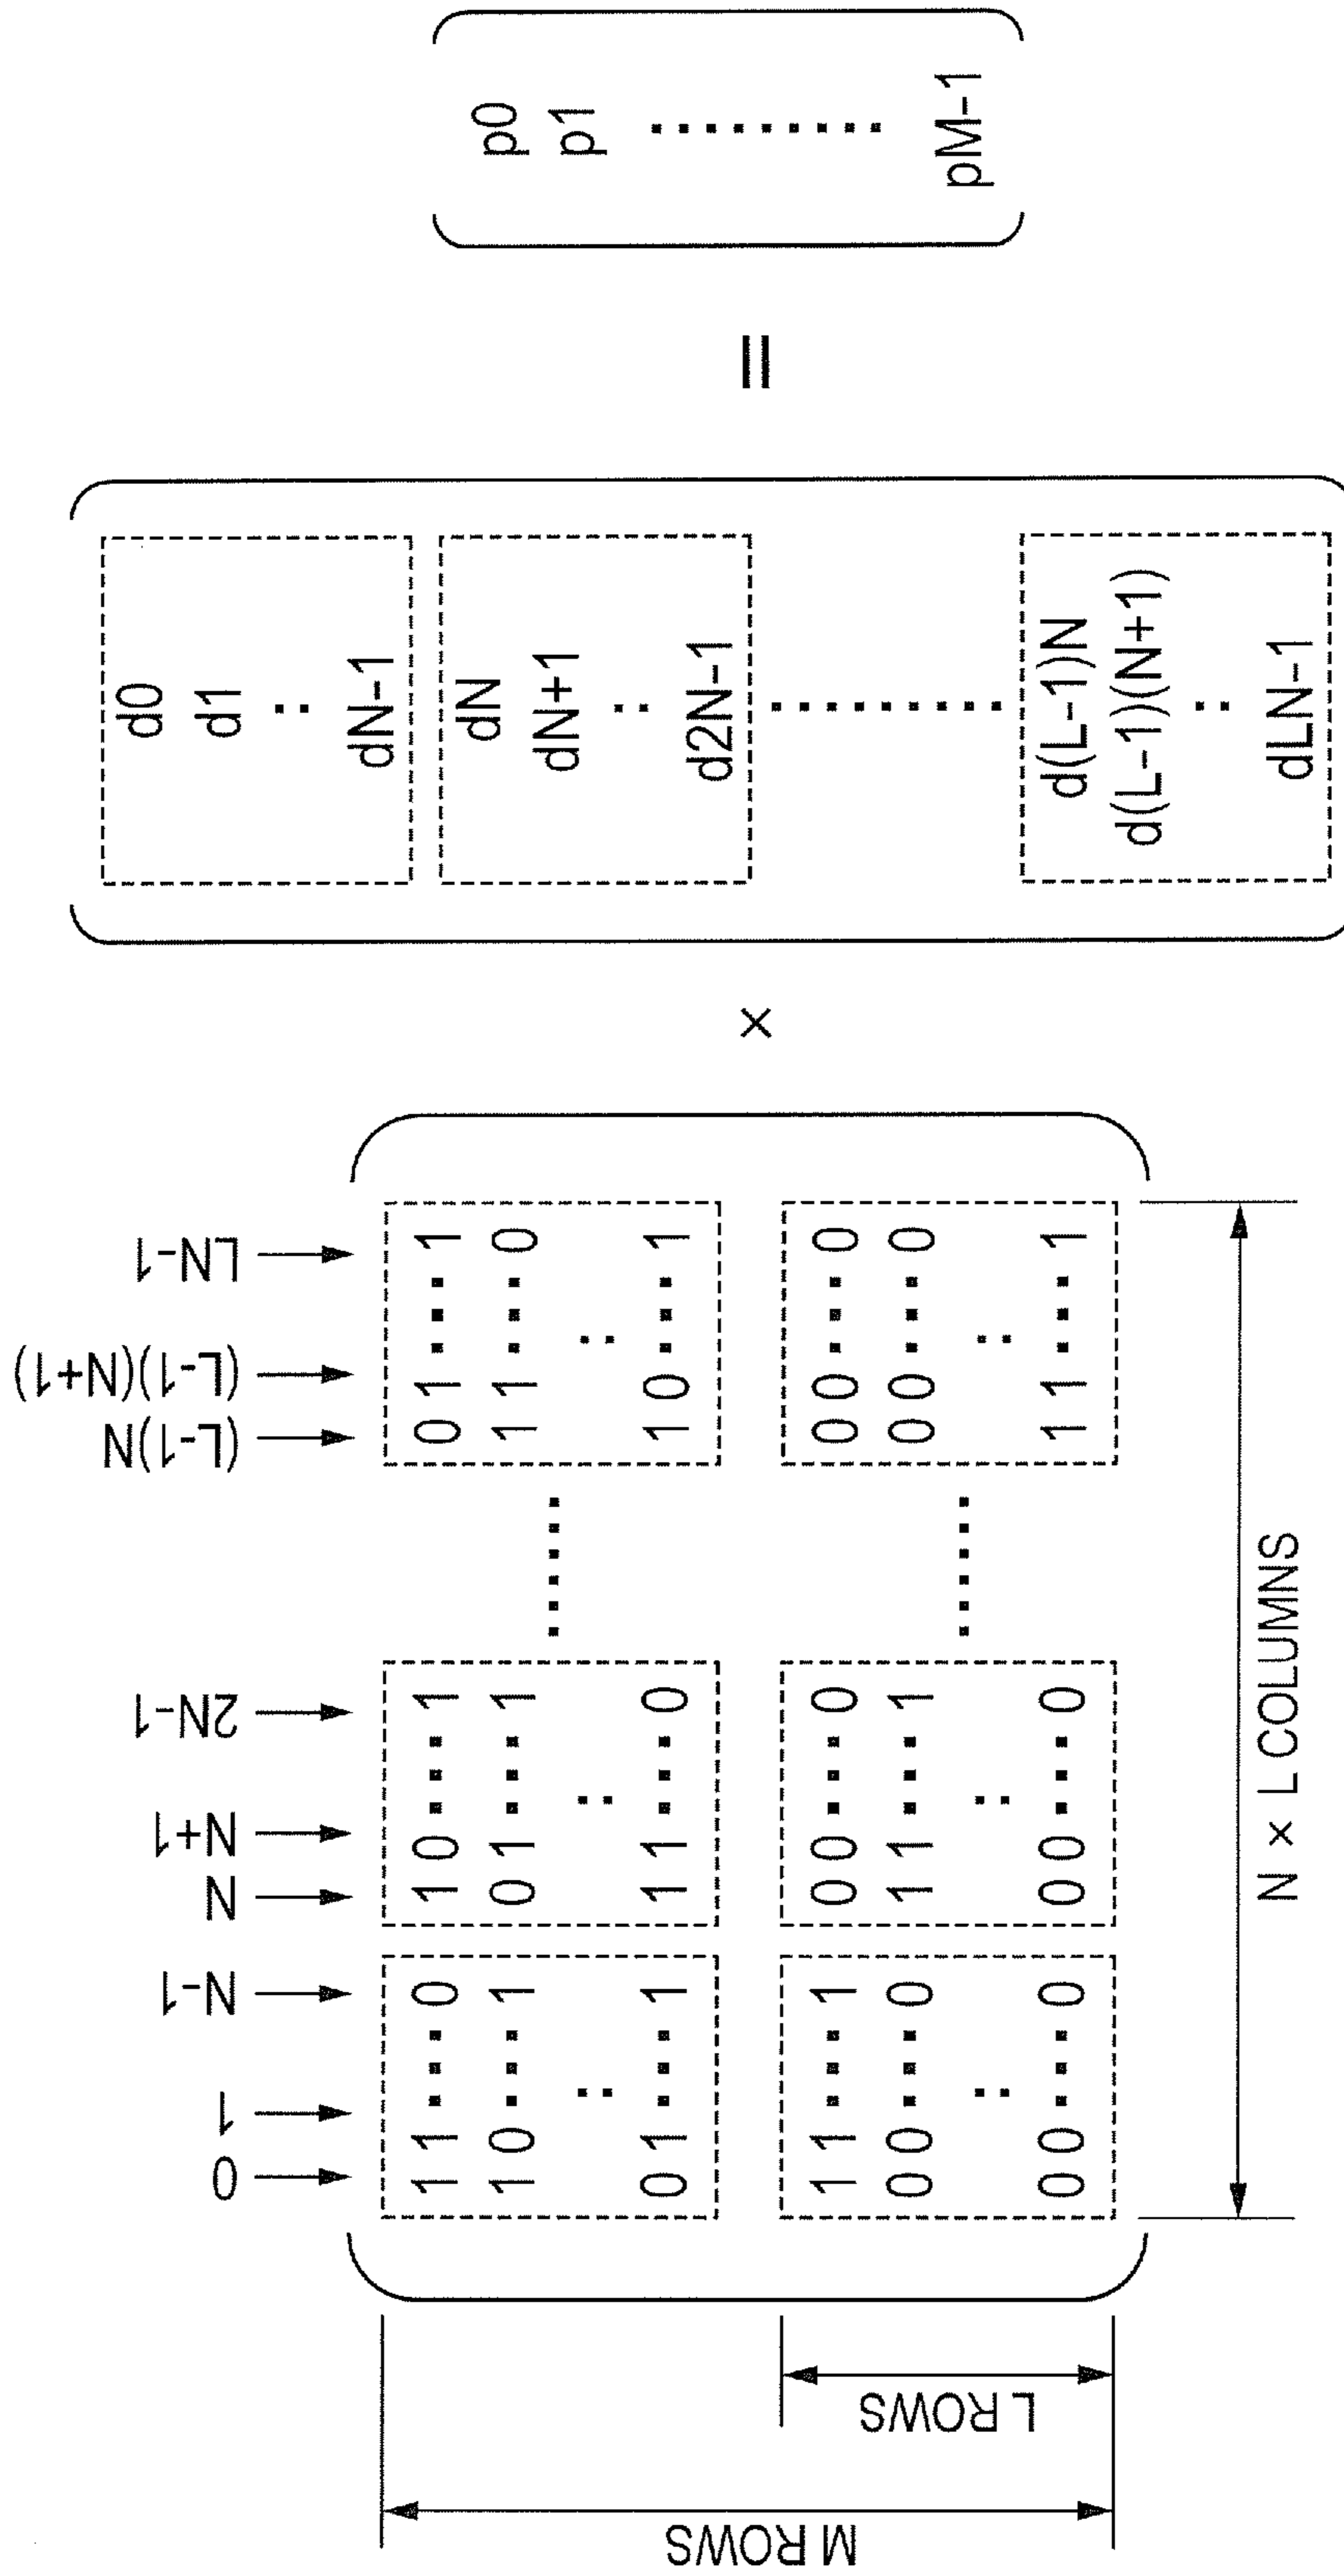 0 1 N-1 N N+1 2N-1 (L-1)N (L-1)(N+1) LN-1
1 1 ▪▪▪ 0 1 0 ▪▪▪ 1 0 1 ▪▪▪ 1
1 0 ▪▪▪ 1 0 1 ▪▪▪ 1 1 1 ▪▪▪ 0
0 1 ▪▪▪ 1 1 1 ▪▪▪ 0 1 0 ▪▪▪ 1
1 1 ▪▪▪ 1 0 0 ▪▪▪ 0 0 0 ▪▪▪ 0
0 0 ▪▪▪ 0 1 1 ▪▪▪ 1 0 0 ▪▪▪ 0
0 0 ▪▪▪ 0 0 0 ▪▪▪ 0 1 1 ▪▪▪ 1
M ROWS
L ROWS
N × L COLUMNS
×
d0
d1
dN-1
dN
dN+1
d2N-1
d(L-1)N
d(L-1)(N+1)
dLN-1
=
p0
p1
pM-1